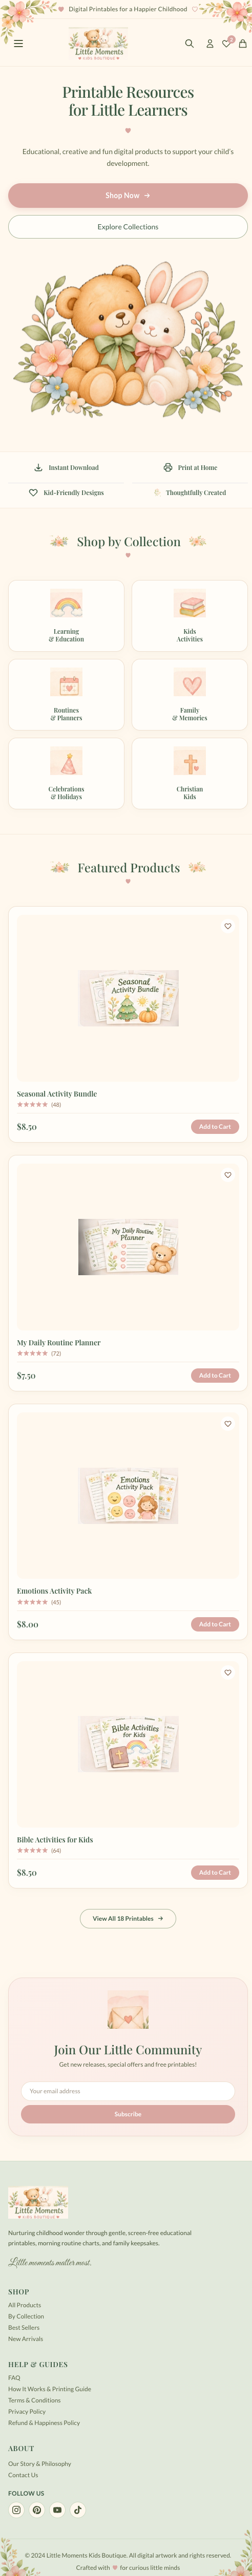 Digital Printables for a Happier Childhood
Little Moments
KIDS BOUTIQUE
2
Printable Resources
for Little Learners
Educational, creative and fun digital products to support your child's
development.
Shop Now →
Explore Collections
Instant Download
Print at Home
Kid-Friendly Designs
Thoughtfully Created
Shop by Collection
Learning
& Education
Kids
Activities
Routines
& Planners
Family
& Memories
Celebrations
& Holidays
Christian
Kids
Featured Products
Seasonal
Activity Bundle
Seasonal Activity Bundle
★★★★★ (48)
$8.50
Add to Cart
My Daily Routine
Planner
My Daily Routine Planner
★★★★★ (72)
$7.50
Add to Cart
Emotions
Activity Pack
Emotions Activity Pack
★★★★★ (45)
$8.00
Add to Cart
Bible Activities
for Kids
Bible Activities for Kids
★★★★★ (64)
$8.50
Add to Cart
View All 18 Printables →
Join Our Little Community
Get new releases, special offers and free printables!
Your email address
Subscribe
Little Moments
KIDS BOUTIQUE
Nurturing childhood wonder through gentle, screen-free educational
printables, morning routine charts, and family keepsakes.
Little moments matter most.
SHOP
All Products
By Collection
Best Sellers
New Arrivals
HELP & GUIDES
FAQ
How It Works & Printing Guide
Terms & Conditions
Privacy Policy
Refund & Happiness Policy
ABOUT
Our Story & Philosophy
Contact Us
FOLLOW US
© 2024 Little Moments Kids Boutique. All digital artwork and rights reserved.
Crafted with ♥ for curious little minds